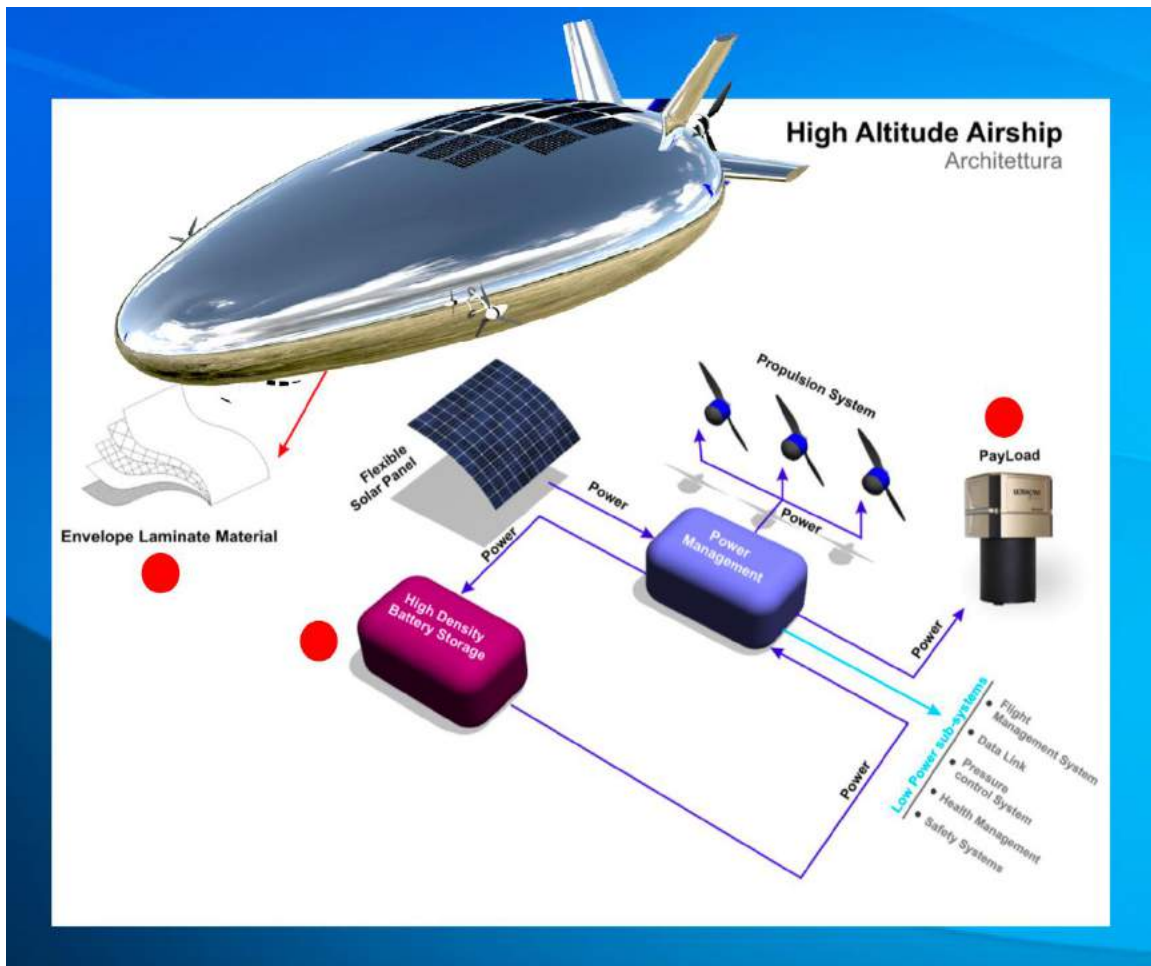 High Altitude Airship
Architettura
Propulsion System
PayLoad
Flexible
Solar Panel
Power
Power
Envelope Laminate Material
Power
Power
Management
High Density
Battery Storage
Power
Power
Low Power sub-systems
Flight
Management System
Data Link
Pressure
control System
Health Management
Safety Systems